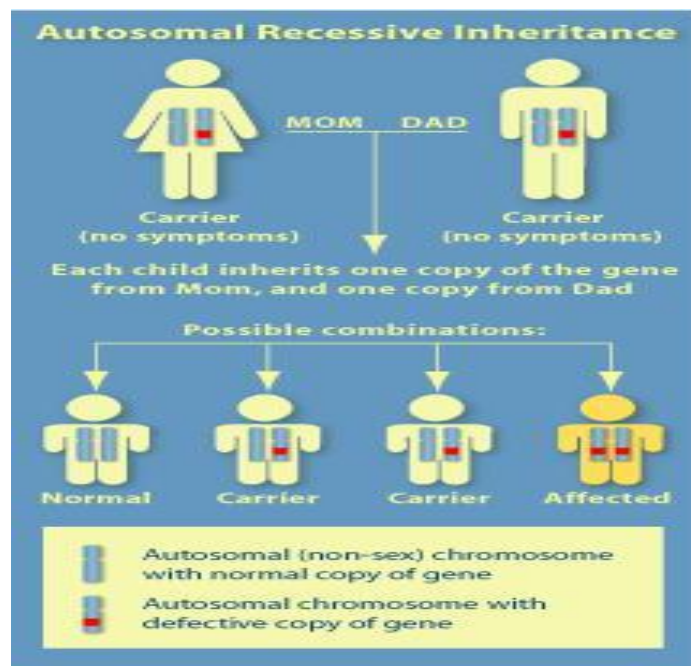 Autosomal Recessive Inheritance
MOM DAD
Carrier
(no symptoms)
Carrier
(no symptoms)
Each child inherits one copy of the gene
from Mom, and one copy from Dad
Possible combinations:
Normal
Carrier
Carrier
Affected
Autosomal (non-sex) chromosome
with normal copy of gene
Autosomal chromosome with
defective copy of gene